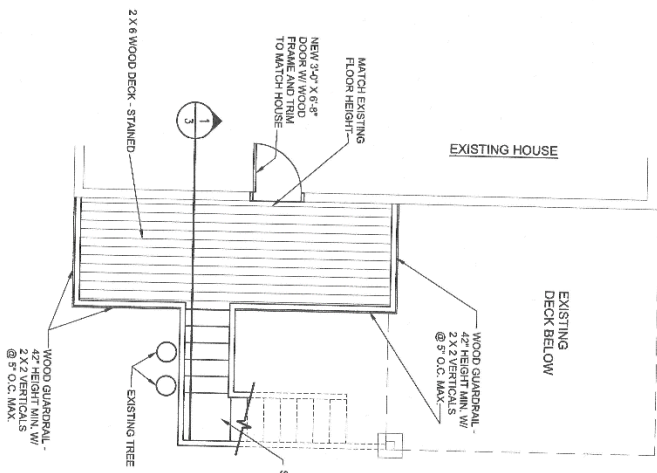 2 X 6 WOOD DECK - STAINED
NEW 3'-0" X 6'-8"
DOOR W/ WOOD
FRAME AND TRIM
TO MATCH HOUSE
MATCH EXISTING
FLOOR HEIGHT
EXISTING HOUSE
1
3
EXISTING
DECK BELOW
WOOD GUARDRAIL -
42" HEIGHT MIN. W/
2 X 2 VERTICALS
@ 5" O.C. MAX.
WOOD GUARDRAIL -
42" HEIGHT MIN. W/
2 X 2 VERTICALS
@ 5" O.C. MAX.
EXISTING TREE
S